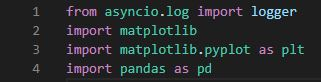 1 from asyncio.log import logger
2 import matplotlib
3 import matplotlib.pyplot as plt
4 import pandas as pd